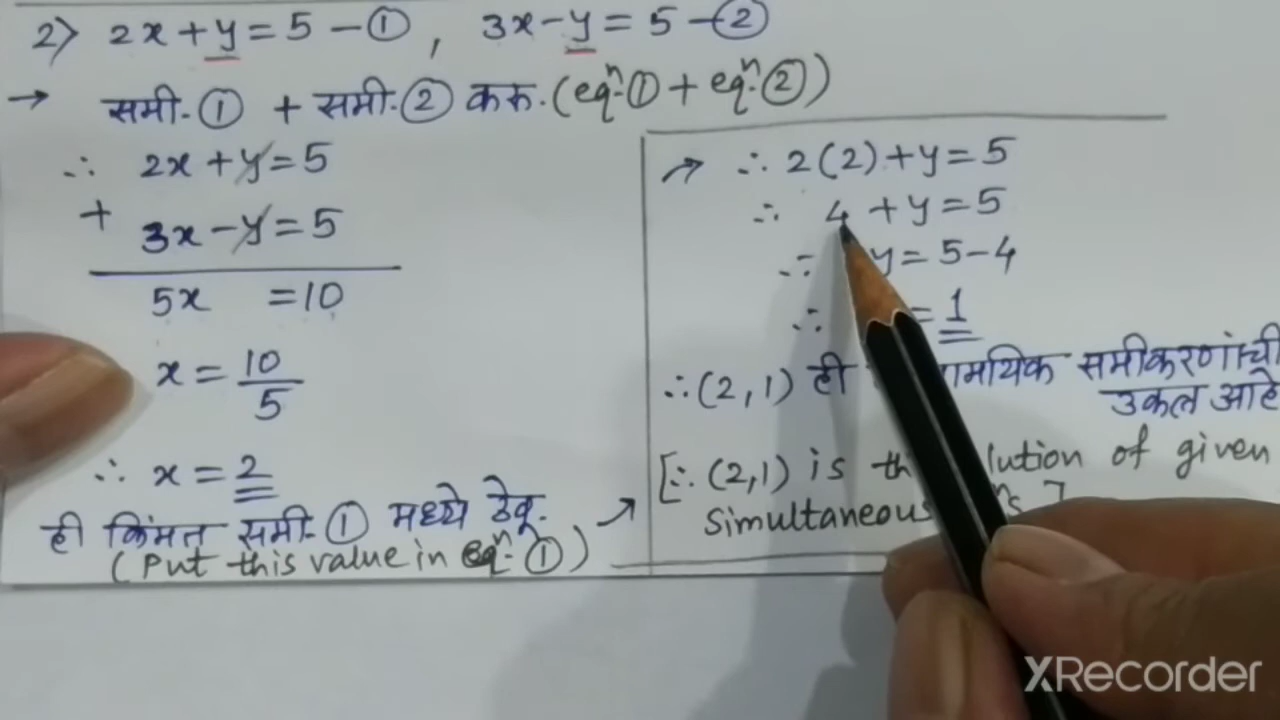 2) 2x + y = 5 - ①, 3x - y = 5 - ②
→ समी. ① + समी. ② करू. (eqⁿ. ① + eqⁿ. ②)
∴ 2x + y = 5
+ 3x - y = 5
5x = 10
x = 10/5
∴ x = 2
ही किंमत समी. ① मध्ये ठेवू.
(Put this value in eqⁿ. ①)
→ ∴ 2(2) + y = 5
∴ 4 + y = 5
∴ y = 5 - 4
∴ = 1
∴ (2, 1) ही समीकरणांची
उकल आहे
[∴ (2, 1) is of given
simultaneous
XRecorder